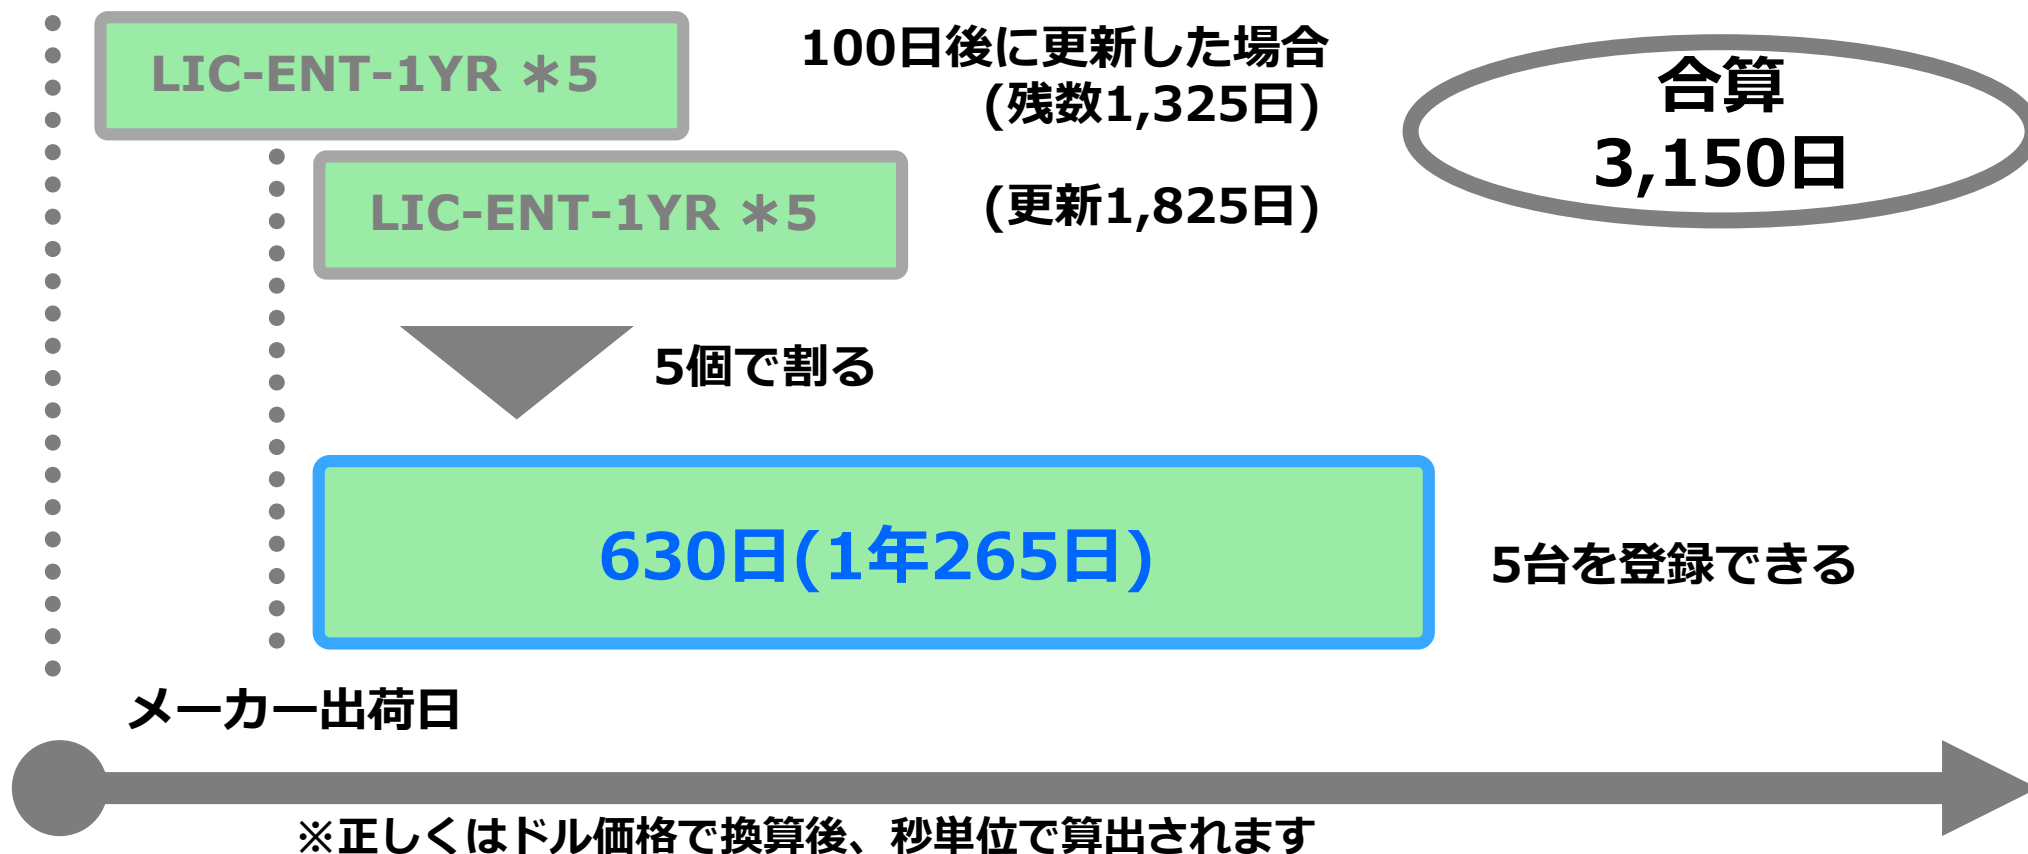 LIC-ENT-1YR ＊5
100日後に更新した場合
(残数1,325日)
合算
3,150日
LIC-ENT-1YR ＊5
(更新1,825日)
5個で割る
630日(1年265日)
5台を登録できる
メーカー出荷日
※正しくはドル価格で換算後、秒単位で算出されます